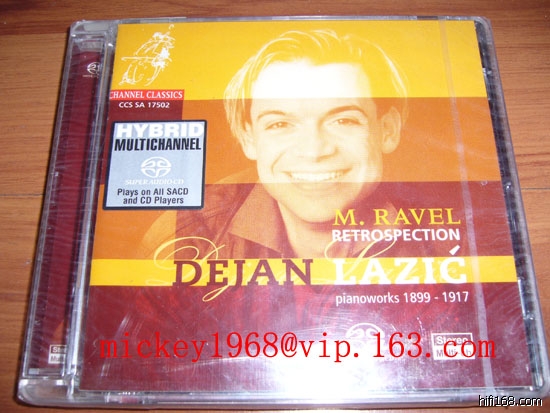 CHANNEL CLASSICS
CCS SA 17502
HYBRID
MULTICHANNEL
SUPER AUDIO CD
Plays on All SACD
and CD Players
M. RAVEL
RETROSPECTION
DEJAN LAZIĆ
pianoworks 1899 - 1917
Stereo
mickey1968@vip.163.com
hifi168.com